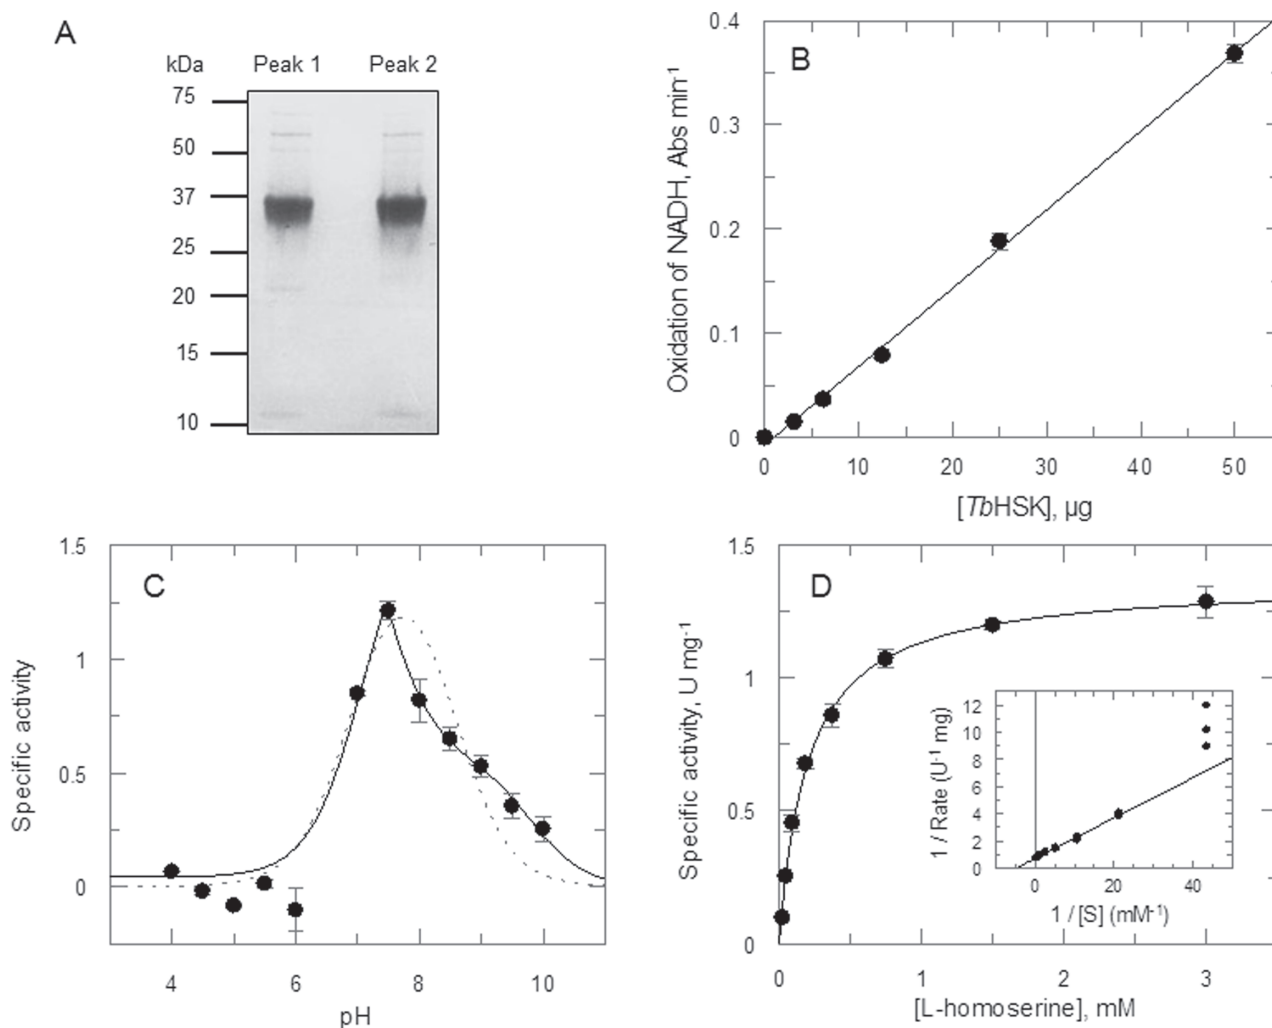 A
kDa Peak 1 Peak 2
75
50
37
25
20
15
10
B
Oxidation of NADH, Abs min-1
0.4
0.3
0.2
0.1
0
0 10 20 30 40 50
[TbHSK], µg
C
Specific activity
1.5
1
0.5
0
4 6 8 10
pH
D
Specific activity, U mg-1
1.5
1
0.5
0
0 1 2 3
[L-homoserine], mM
1 / Rate (U-1 mg)
12
10
8
6
4
2
0
0 20 40
1 / [S] (mM-1)